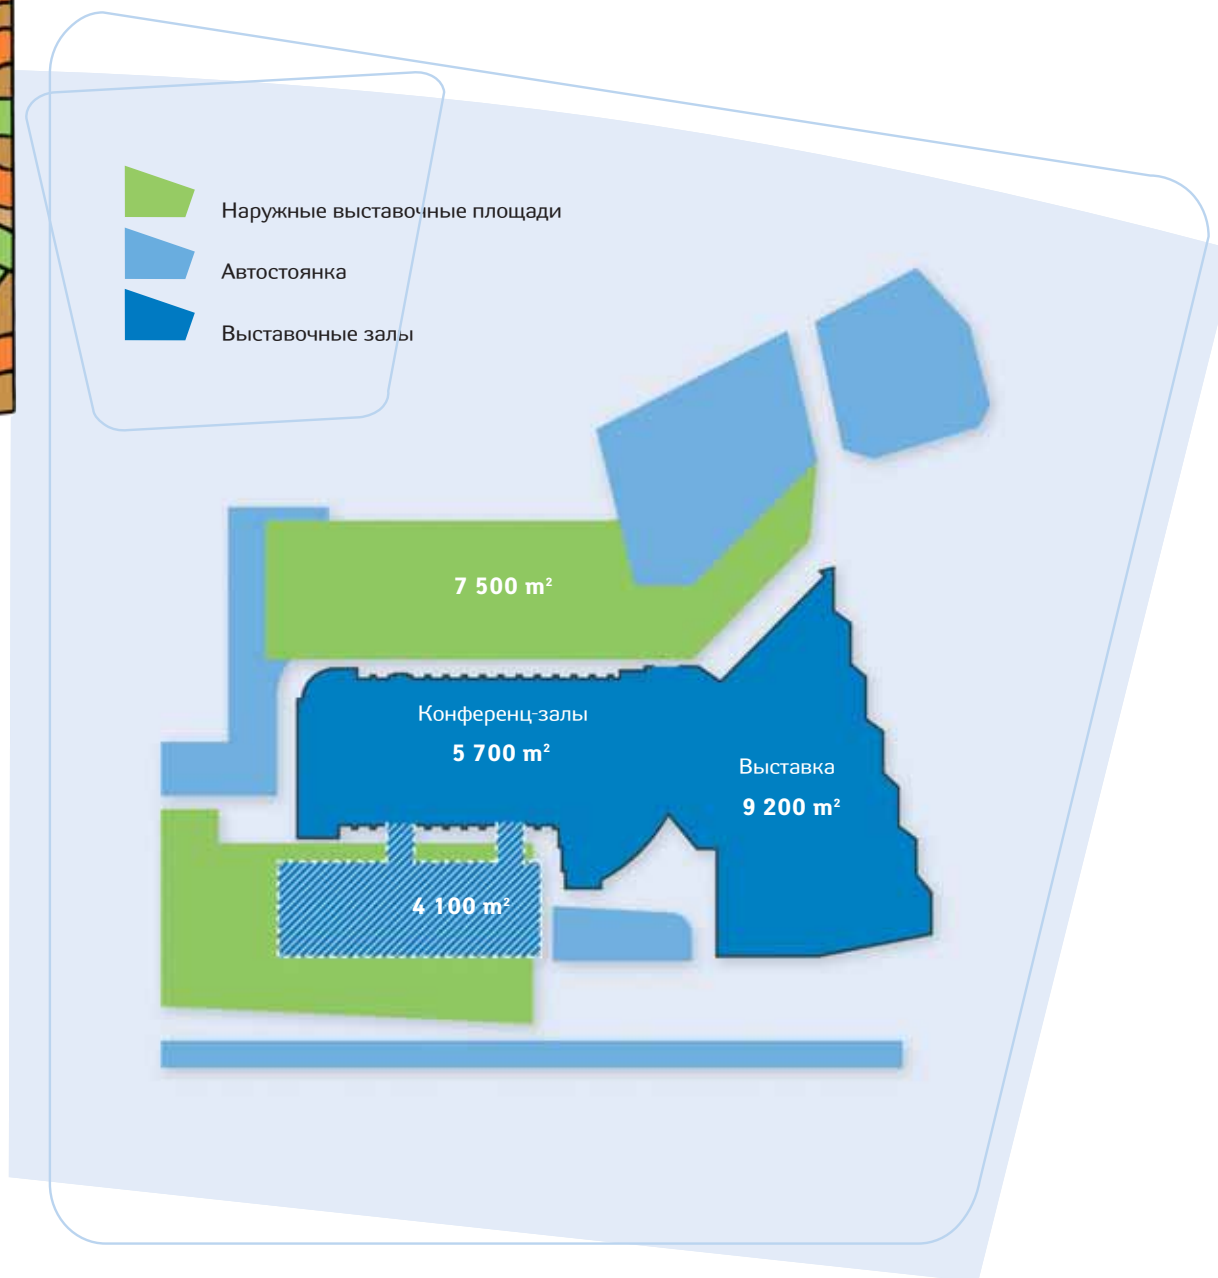 Наружные выставочные площади
Автостоянка
Выставочные залы
7 500 m²
Конференц-залы
5 700 m²
Выставка
9 200 m²
4 100 m²